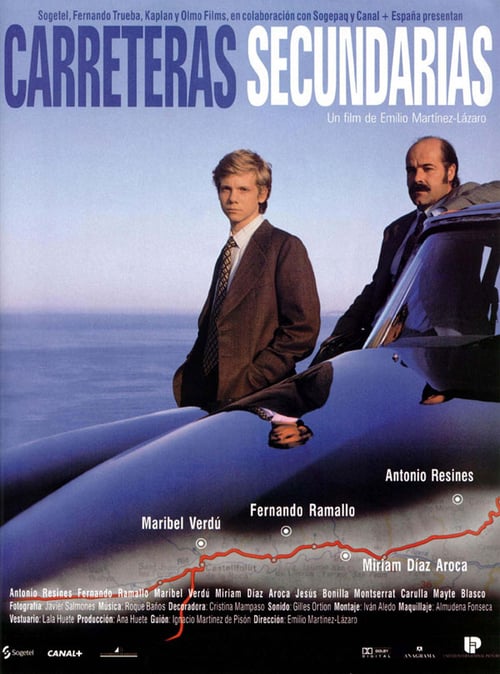 Sogetel, Fernando Trueba, Kaplan y Olmo Films, en colaboración con Sogepaq y Canal + España presentan
CARRETERAS SECUNDARIAS
Un film de Emilio Martínez-Lázaro
Antonio Resines
Fernando Ramallo
Maribel Verdú
Miriam Díaz Aroca
Castellfollit
Antonio Resines Fernando Ramallo Maribel Verdú Miriam Díaz Aroca Jesús Bonilla Montserrat Carulla Mayte Blasco
Fotografía: Javier Salmones Música: Roque Baños Decoradora: Cristina Mampaso Sonido: Gilles Ortion Montaje: Iván Aledo Maquillaje: Almudena Fonseca
Vestuario: Lala Huete Producción: Ana Huete Guión: Ignacio Martínez de Pisón Dirección: Emilio Martínez-Lázaro
Sogetel CANAL+ DOLBY DIGITAL ANAGRAMA